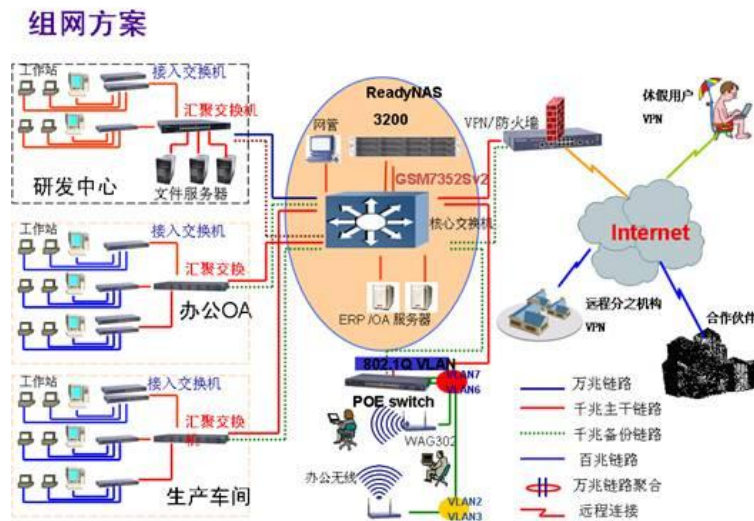 组网方案
工作站
接入交换机
汇聚交换机
文件服务器
研发中心
工作站
接入交换机
汇聚交换
办公OA
工作站
接入交换机
汇聚交换
机
生产车间
ReadyNAS
3200
网管
GSM7352Sv2
核心交换机
ERP/OA 服务器
802.1Q VLAN
VLAN7
VLAN6
POE switch
WAG302
办公无线
VLAN2
VLAN3
VPN/防火墙
休假用户
VPN
Internet
远程分之机构
VPN
合作伙伴
万兆链路
千兆主干链路
千兆备份链路
百兆链路
万兆链路聚合
远程连接